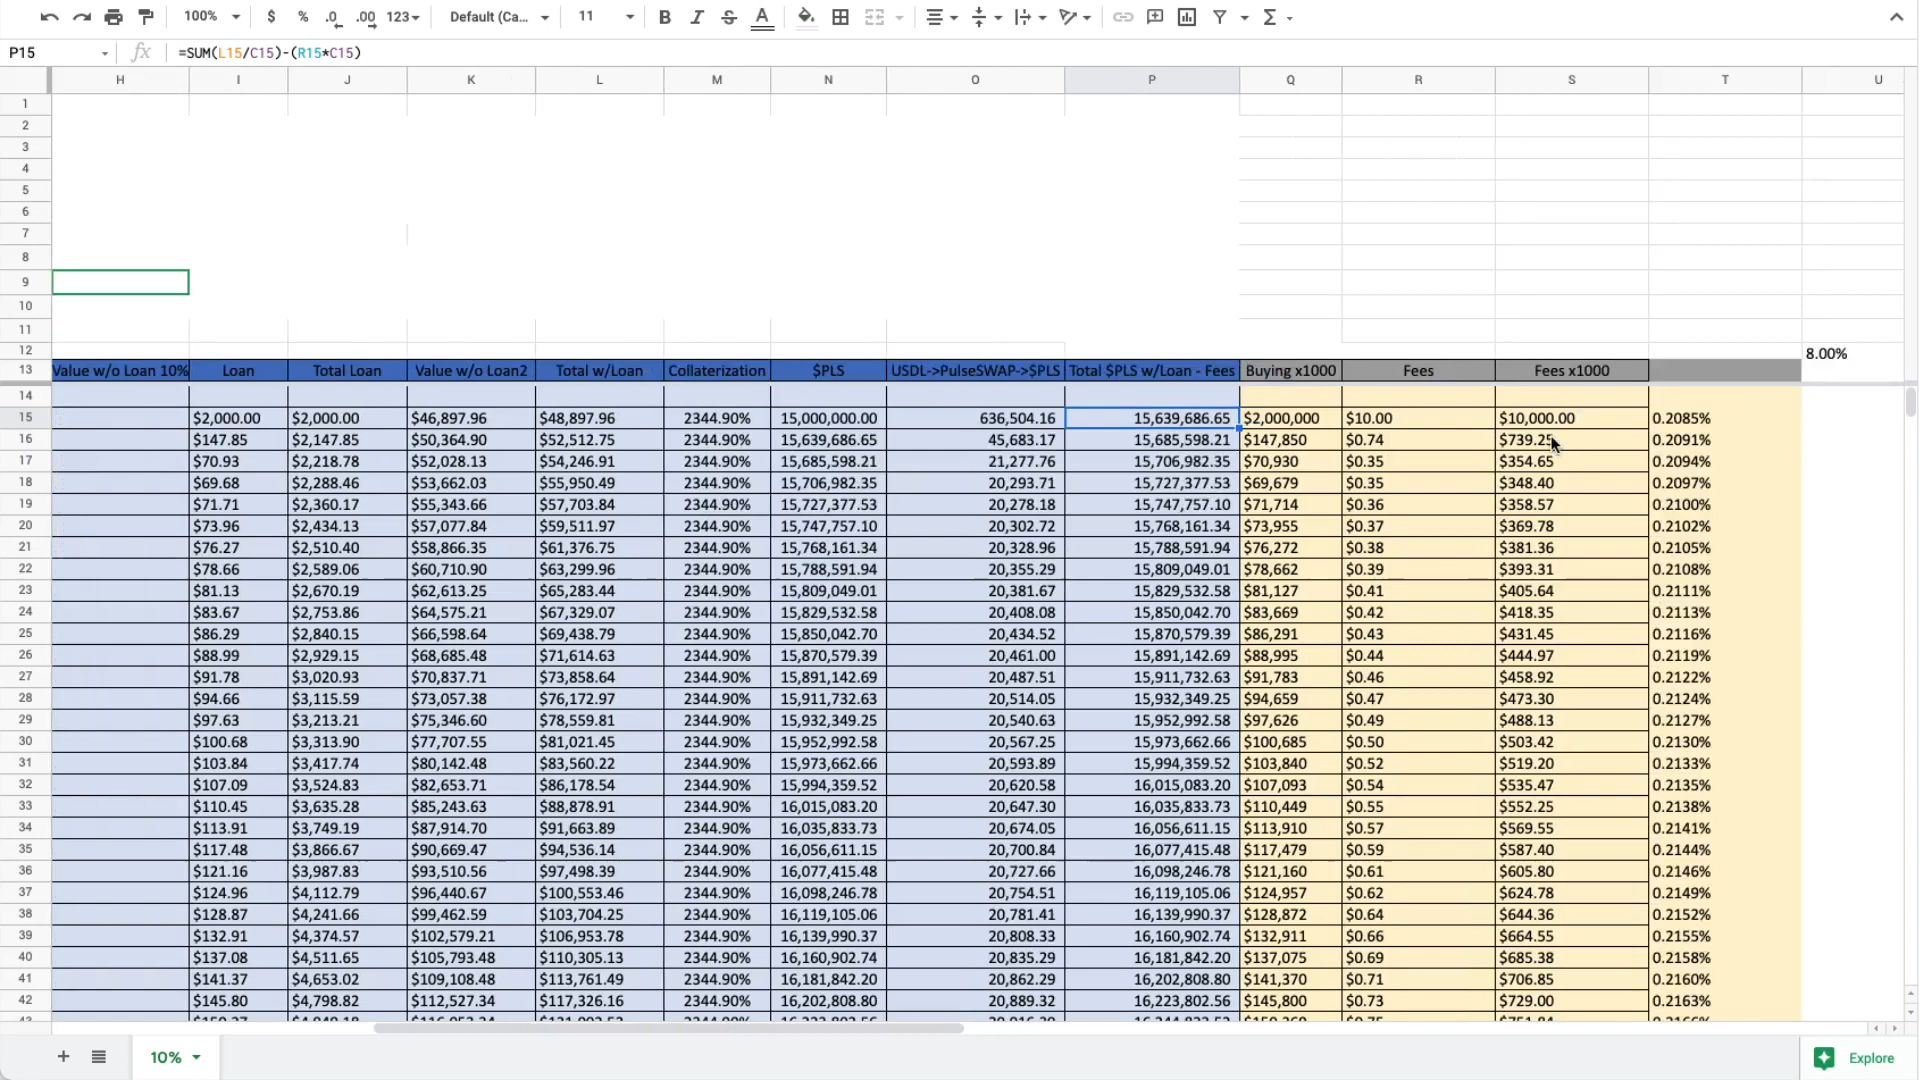 100% $ % .0 .00 123 Default (Ca... 11 B I S A Σ
P15 fx =SUM(L15/C15)-(R15*C15)
H I J K L M N O P Q R S T U
1
2
3
4
5
6
7
8
9
10
11
12 8.00%
13 Value w/o Loan 10% Loan Total Loan Value w/o Loan2 Total w/Loan Collaterization $PLS USDL->PulseSWAP->$PLS Total $PLS w/Loan - Fees Buying x1000 Fees Fees x1000
14
15 $2,000.00 $2,000.00 $46,897.96 $48,897.96 2344.90% 15,000,000.00 636,504.16 15,639,686.65 $2,000,000 $10.00 $10,000.00 0.2085%
16 $147.85 $2,147.85 $50,364.90 $52,512.75 2344.90% 15,639,686.65 45,683.17 15,685,598.21 $147,850 $0.74 $739.25 0.2091%
17 $70.93 $2,218.78 $52,028.13 $54,246.91 2344.90% 15,685,598.21 21,277.76 15,706,982.35 $70,930 $0.35 $354.65 0.2094%
18 $69.68 $2,288.46 $53,662.03 $55,950.49 2344.90% 15,706,982.35 20,293.71 15,727,377.53 $69,679 $0.35 $348.40 0.2097%
19 $71.71 $2,360.17 $55,343.66 $57,703.84 2344.90% 15,727,377.53 20,278.18 15,747,757.10 $71,714 $0.36 $358.57 0.2100%
20 $73.96 $2,434.13 $57,077.84 $59,511.97 2344.90% 15,747,757.10 20,302.72 15,768,161.34 $73,955 $0.37 $369.78 0.2102%
21 $76.27 $2,510.40 $58,866.35 $61,376.75 2344.90% 15,768,161.34 20,328.96 15,788,591.94 $76,272 $0.38 $381.36 0.2105%
22 $78.66 $2,589.06 $60,710.90 $63,299.96 2344.90% 15,788,591.94 20,355.29 15,809,049.01 $78,662 $0.39 $393.31 0.2108%
23 $81.13 $2,670.19 $62,613.25 $65,283.44 2344.90% 15,809,049.01 20,381.67 15,829,532.58 $81,127 $0.41 $405.64 0.2111%
24 $83.67 $2,753.86 $64,575.21 $67,329.07 2344.90% 15,829,532.58 20,408.08 15,850,042.70 $83,669 $0.42 $418.35 0.2113%
25 $86.29 $2,840.15 $66,598.64 $69,438.79 2344.90% 15,850,042.70 20,434.52 15,870,579.39 $86,291 $0.43 $431.45 0.2116%
26 $88.99 $2,929.15 $68,685.48 $71,614.63 2344.90% 15,870,579.39 20,461.00 15,891,142.69 $88,995 $0.44 $444.97 0.2119%
27 $91.78 $3,020.93 $70,837.71 $73,858.64 2344.90% 15,891,142.69 20,487.51 15,911,732.63 $91,783 $0.46 $458.92 0.2122%
28 $94.66 $3,115.59 $73,057.38 $76,172.97 2344.90% 15,911,732.63 20,514.05 15,932,349.25 $94,659 $0.47 $473.30 0.2124%
29 $97.63 $3,213.21 $75,346.60 $78,559.81 2344.90% 15,932,349.25 20,540.63 15,952,992.58 $97,626 $0.49 $488.13 0.2127%
30 $100.68 $3,313.90 $77,707.55 $81,021.45 2344.90% 15,952,992.58 20,567.25 15,973,662.66 $100,685 $0.50 $503.42 0.2130%
31 $103.84 $3,417.74 $80,142.48 $83,560.22 2344.90% 15,973,662.66 20,593.89 15,994,359.52 $103,840 $0.52 $519.20 0.2133%
32 $107.09 $3,524.83 $82,653.71 $86,178.54 2344.90% 15,994,359.52 20,620.58 16,015,083.20 $107,093 $0.54 $535.47 0.2135%
33 $110.45 $3,635.28 $85,243.63 $88,878.91 2344.90% 16,015,083.20 20,647.30 16,035,833.73 $110,449 $0.55 $552.25 0.2138%
34 $113.91 $3,749.19 $87,914.70 $91,663.89 2344.90% 16,035,833.73 20,674.05 16,056,611.15 $113,910 $0.57 $569.55 0.2141%
35 $117.48 $3,866.67 $90,669.47 $94,536.14 2344.90% 16,056,611.15 20,700.84 16,077,415.48 $117,479 $0.59 $587.40 0.2144%
36 $121.16 $3,987.83 $93,510.56 $97,498.39 2344.90% 16,077,415.48 20,727.66 16,098,246.78 $121,160 $0.61 $605.80 0.2146%
37 $124.96 $4,112.79 $96,440.67 $100,553.46 2344.90% 16,098,246.78 20,754.51 16,119,105.06 $124,957 $0.62 $624.78 0.2149%
38 $128.87 $4,241.66 $99,462.59 $103,704.25 2344.90% 16,119,105.06 20,781.41 16,139,990.37 $128,872 $0.64 $644.36 0.2152%
39 $132.91 $4,374.57 $102,579.21 $106,953.78 2344.90% 16,139,990.37 20,808.33 16,160,902.74 $132,911 $0.66 $664.55 0.2155%
40 $137.08 $4,511.65 $105,793.48 $110,305.13 2344.90% 16,160,902.74 20,835.29 16,181,842.20 $137,075 $0.69 $685.38 0.2158%
41 $141.37 $4,653.02 $109,108.48 $113,761.49 2344.90% 16,181,842.20 20,862.29 16,202,808.80 $141,370 $0.71 $706.85 0.2160%
42 $145.80 $4,798.82 $112,527.34 $117,326.16 2344.90% 16,202,808.80 20,889.32 16,223,802.56 $145,800 $0.73 $729.00 0.2163%
10% Explore